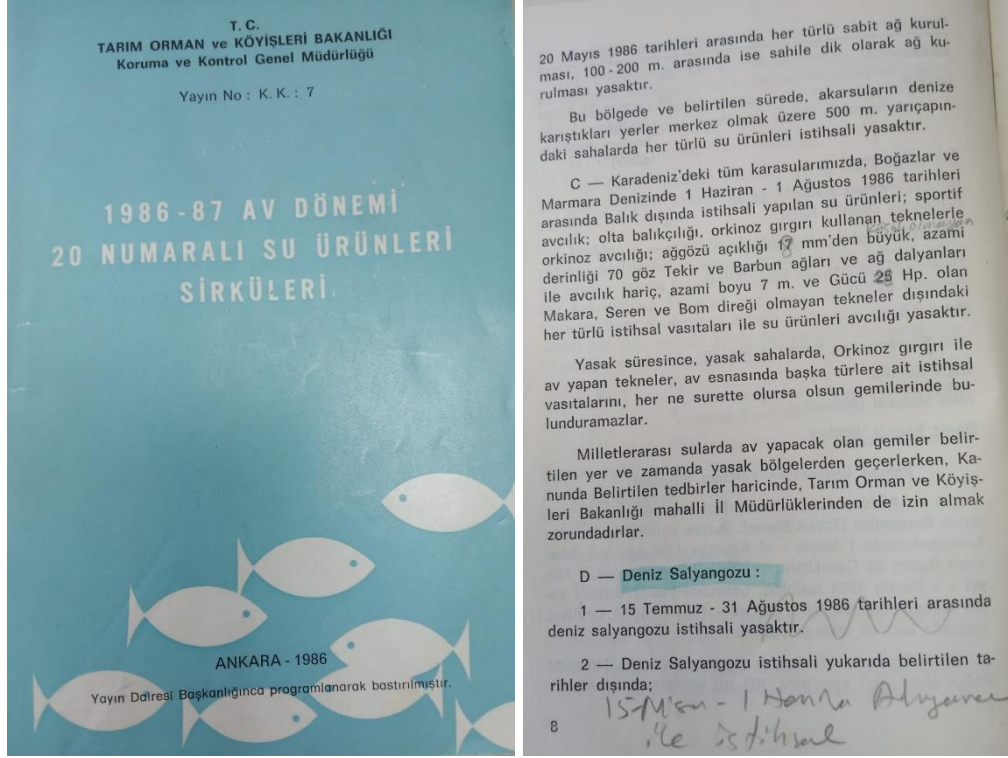 T. C.
TARIM ORMAN ve KÖYİŞLERİ BAKANLIĞI
Koruma ve Kontrol Genel Müdürlüğü
Yayin No : K. K. : 7
1986-87 AV DÖNEMİ
20 NUMARALI SU ÜRÜNLERİ
SİRKÜLERİ
ANKARA - 1986
Yayın Dairesi Başkanlığınca programlanarak bastırılmıştır.
20 Mayıs 1986 tarihleri arasında her türlü sabit ağ kurul-
ması, 100-200 m. arasında ise sahile dik olarak ağ ku-
rulması yasaktır.
Bu bölgede ve belirtilen sürede, akarsuların denize
karıştıkları yerler merkez olmak üzere 500 m. yarıçapın-
daki sahalarda her türlü su ürünleri istihsali yasaktır.
C — Karadeniz'deki tüm karasularımızda, Boğazlar ve
Marmara Denizinde 1 Haziran - 1 Ağustos 1986 tarihleri
arasında Balık dışında istihsali yapılan su ürünleri; sportif
avcılık; olta balıkçılığı, orkinoz gırgırı kullanan teknelerle
orkinoz avcılığı; ağgözü açıklığı mm'den büyük, azami
derinliği 70 göz Tekir ve Barbun ağları ve ağ dalyanları
ile avcılık hariç, azami boyu 7 m. ve Gücü 25 Hp. olan
Makara, Seren ve Bom direği olmayan tekneler dışındaki
her türlü istihsal vasıtaları ile su ürünleri avcılığı yasaktır.
Yasak süresince, yasak sahalarda, Orkinoz gırgırı ile
av yapan tekneler, av esnasında başka türlere ait istihsal
vasıtalarını, her ne surette olursa olsun gemilerinde bu-
lunduramazlar.
Milletlerarası sularda av yapacak olan gemiler belir-
tilen yer ve zamanda yasak bölgelerden geçerlerken, Ka-
nunda Belirtilen tedbirler haricinde, Tarım Orman ve Köyiş-
leri Bakanlığı mahalli İl Müdürlüklerinden de izin almak
zorundadırlar.
D — Deniz Salyangozu :
1 — 15 Temmuz - 31 Ağustos 1986 tarihleri arasında
deniz salyangozu istihsali yasaktır.
2 — Deniz Salyangozu istihsali yukarıda belirtilen ta-
rihler dışında;
ile istihsal
8